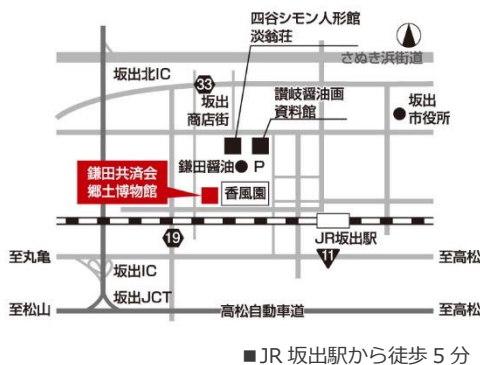 四谷シモン人形館
淡翁荘
さぬき浜街道
坂出北IC
33
坂出
商店街
讃岐醤油画
資料館
坂出
市役所
鎌田醤油
P
鎌田共済会
郷土博物館
香風園
19
JR坂出駅
11
至丸亀
至高松
坂出IC
坂出JCT
至松山
高松自動車道
至高松
■JR 坂出駅から徒歩 5 分